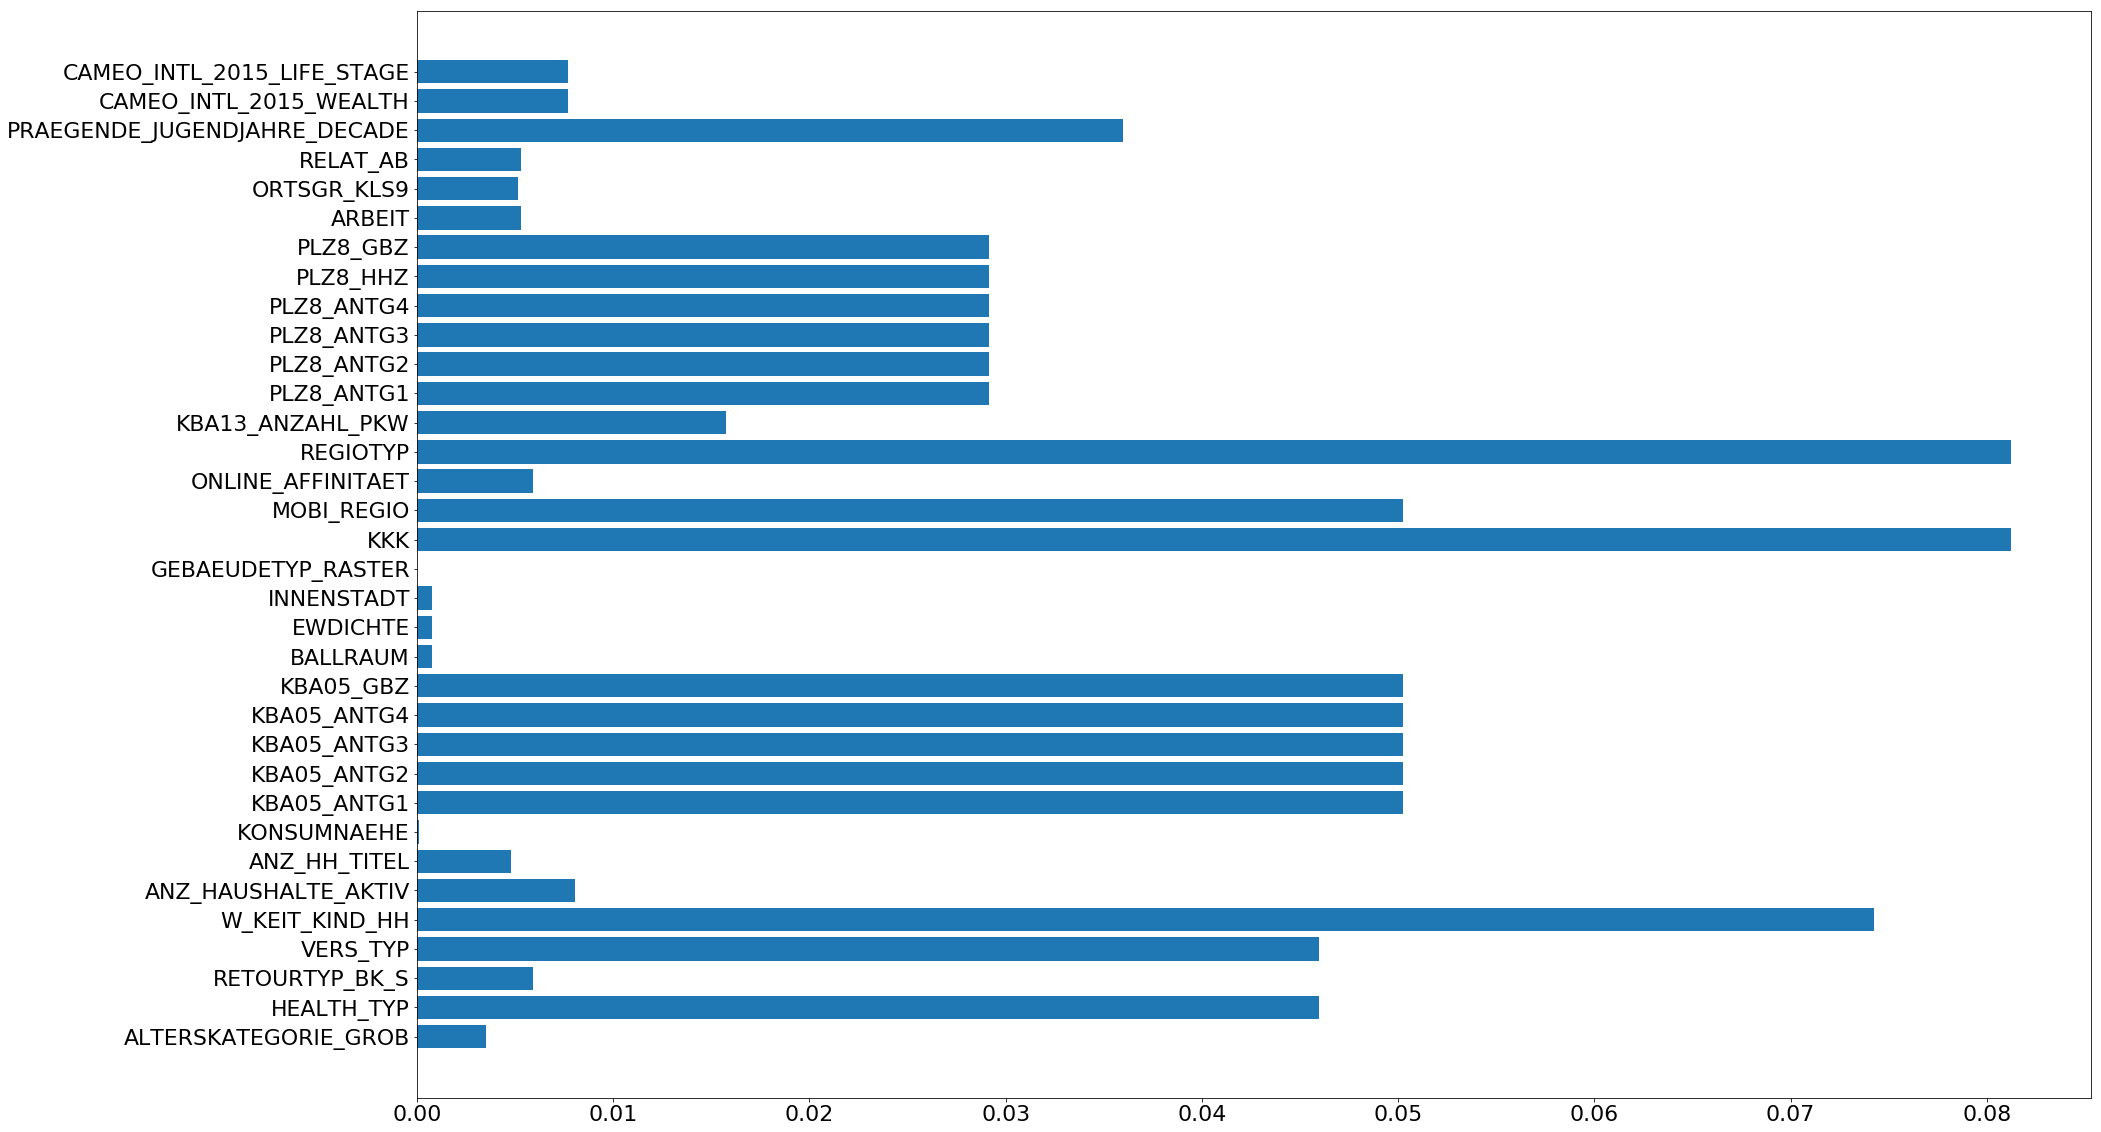 CAMEO_INTL_2015_LIFE_STAGE
CAMEO_INTL_2015_WEALTH
PRAEGENDE_JUGENDJAHRE_DECADE
RELAT_AB
ORTSGR_KLS9
ARBEIT
PLZ8_GBZ
PLZ8_HHZ
PLZ8_ANTG4
PLZ8_ANTG3
PLZ8_ANTG2
PLZ8_ANTG1
KBA13_ANZAHL_PKW
REGIOTYP
ONLINE_AFFINITAET
MOBI_REGIO
KKK
GEBAEUDETYP_RASTER
INNENSTADT
EWDICHTE
BALLRAUM
KBA05_GBZ
KBA05_ANTG4
KBA05_ANTG3
KBA05_ANTG2
KBA05_ANTG1
KONSUMNAEHE
ANZ_HH_TITEL
ANZ_HAUSHALTE_AKTIV
W_KEIT_KIND_HH
VERS_TYP
RETOURTYP_BK_S
HEALTH_TYP
ALTERSKATEGORIE_GROB
0.00 0.01 0.02 0.03 0.04 0.05 0.06 0.07 0.08